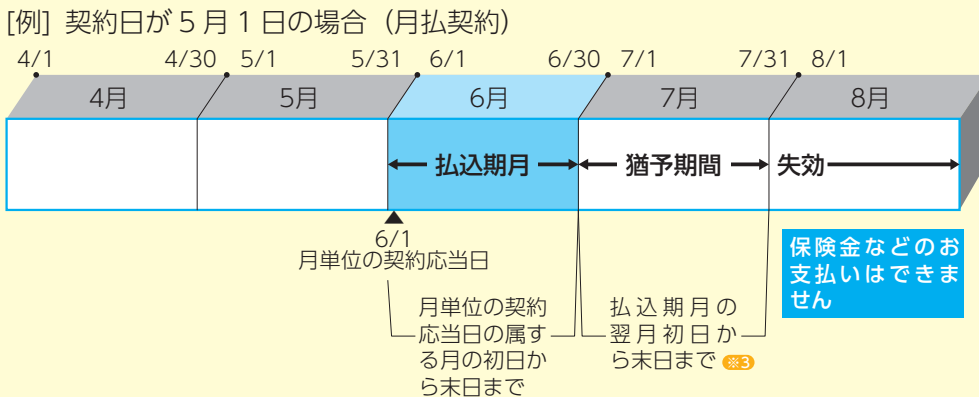 [例] 契約日が5月1日の場合（月払契約）
4/1 4/30 5/1 5/31 6/1 6/30 7/1 7/31 8/1
4月 5月 6月 7月 8月
払込期月 猶予期間 失効
6/1
月単位の契約応当日
保険金などのお
支払いはできま
せん
月単位の契約
応当日の属す
る月の初日か
ら末日まで
払込期月の
翌月初日か
ら末日まで ※3